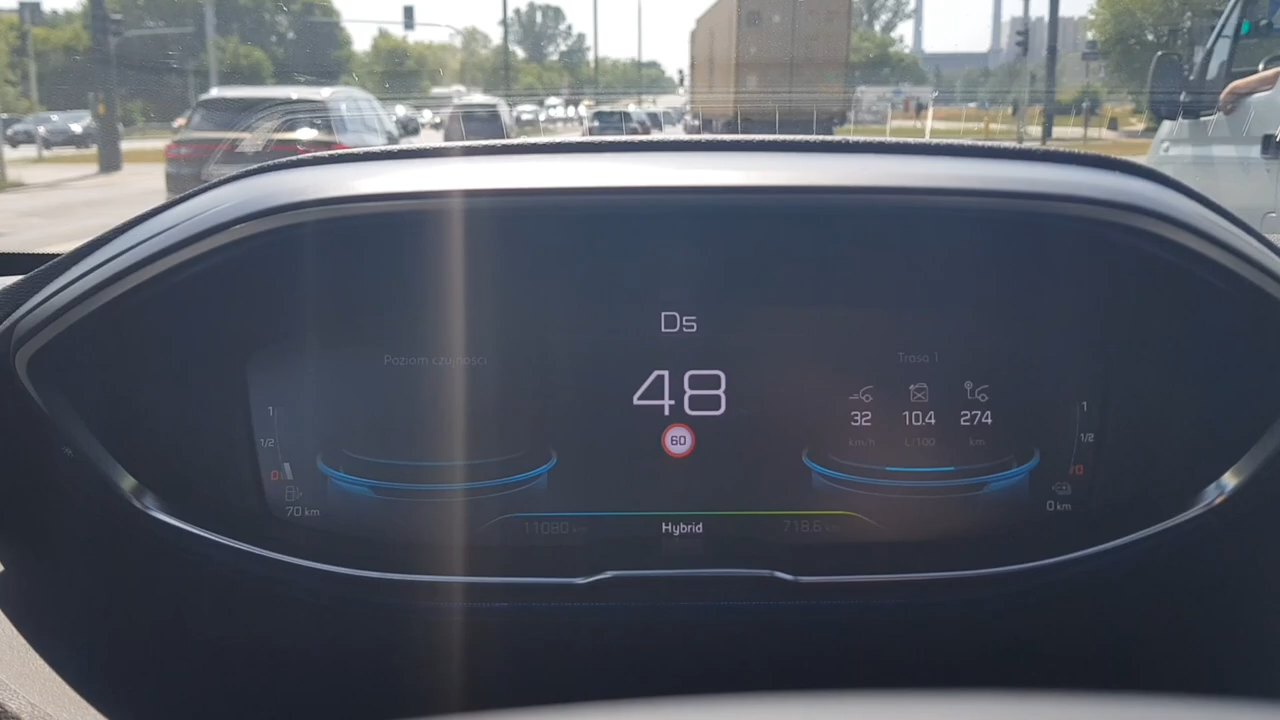 D5
Poziom czujności
Trasa 1
48
32 10.4 274
km/h L/100 km
60
1
1/2
0
70 km
1
1/2
0
0 km
11080 km
Hybrid
718.6 km